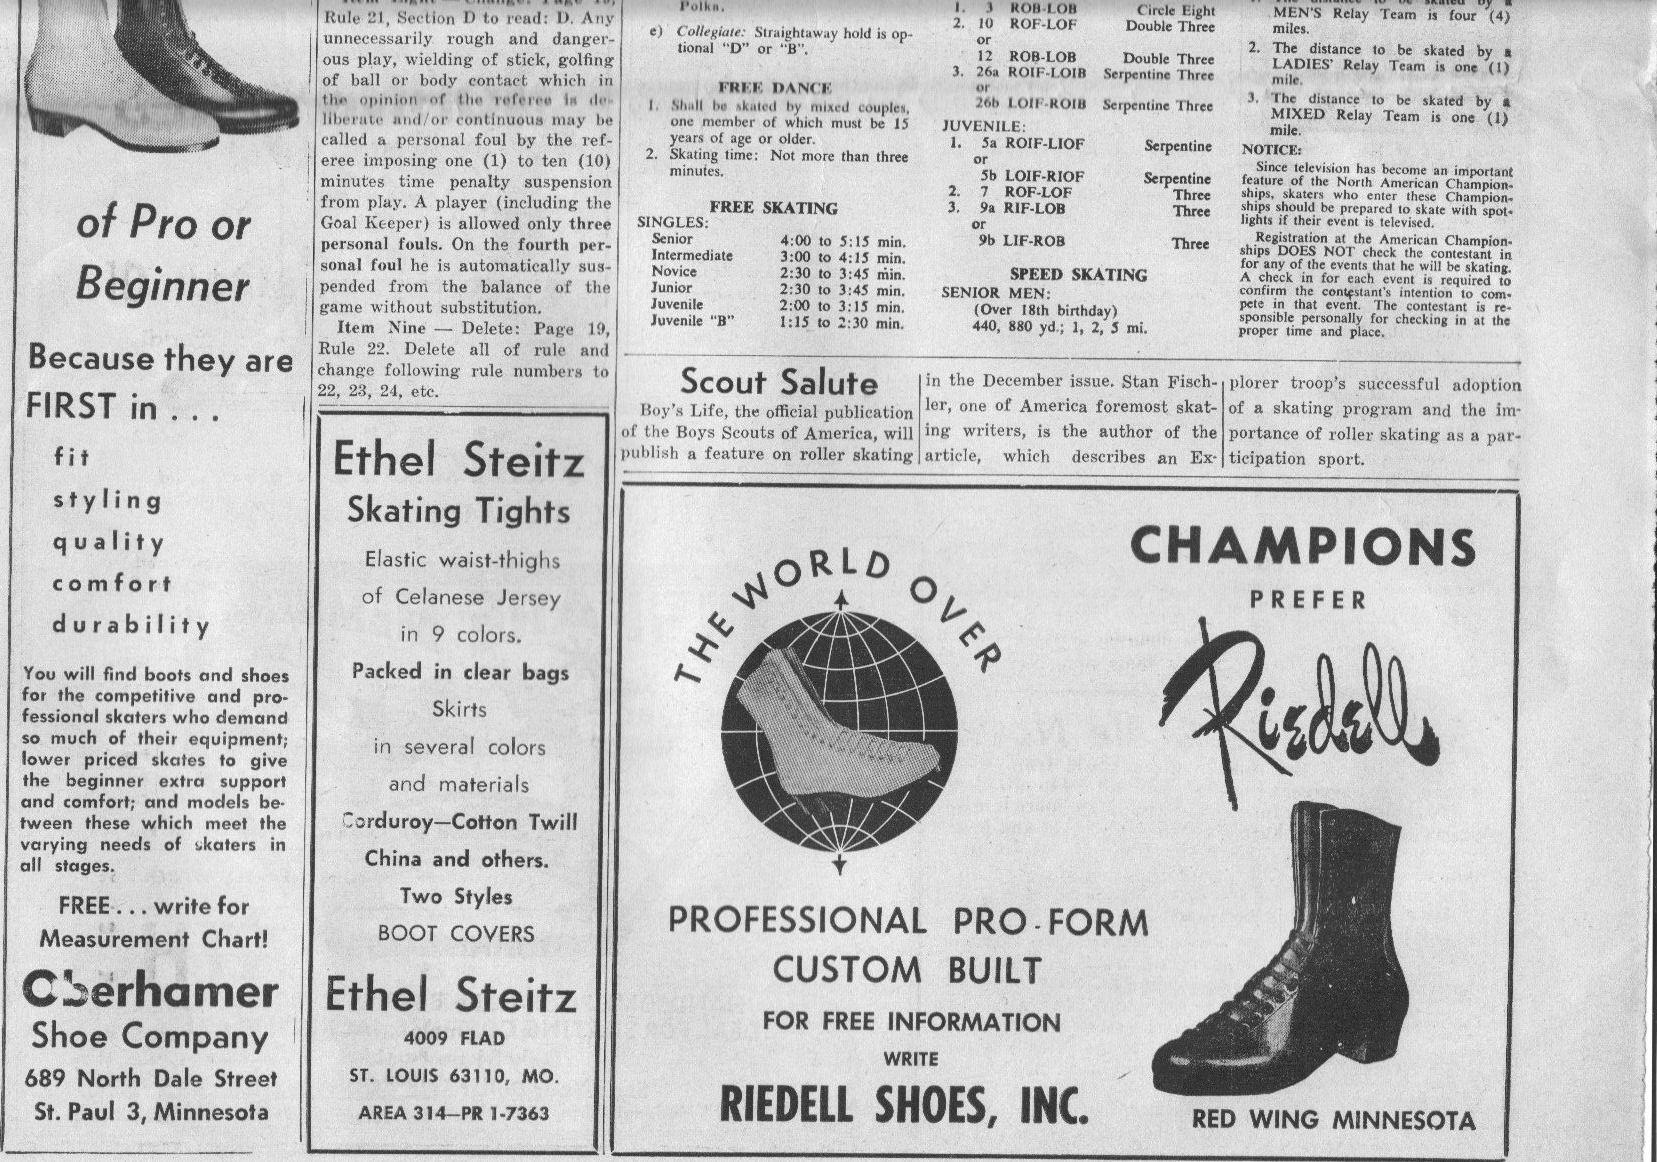 of Pro or
Beginner
Because they are
FIRST in . . .
fit
styling
quality
comfort
durability
You will find boots and shoes
for the competitive and pro-
fessional skaters who demand
so much of their equipment;
lower priced skates to give
the beginner extra support
and comfort; and models be-
tween these which meet the
varying needs of skaters in
all stages.
FREE . . . write for
Measurement Chart!
Oberhamer
Shoe Company
689 North Dale Street
St. Paul 3, Minnesota
Rule 21, Section D to read: D. Any
unnecessarily rough and danger-
ous play, wielding of stick, golfing
of ball or body contact which in
the opinion of the referee is de-
liberate and/or continuous may be
called a personal foul by the ref-
eree imposing one (1) to ten (10)
minutes time penalty suspension
from play. A player (including the
Goal Keeper) is allowed only three
personal fouls. On the fourth per-
sonal foul he is automatically sus-
pended from the balance of the
game without substitution.
Item Nine — Delete: Page 19,
Rule 22. Delete all of rule and
change following rule numbers to
22, 23, 24, etc.
Ethel Steitz
Skating Tights
Elastic waist-thighs
of Celanese Jersey
in 9 colors.
Packed in clear bags
Skirts
in several colors
and materials
Corduroy—Cotton Twill
China and others.
Two Styles
BOOT COVERS
Ethel Steitz
4009 FLAD
ST. LOUIS 63110, MO.
AREA 314—PR 1-7363
Polka.
e) Collegiate: Straightaway hold is op-
tional "D" or "B".
FREE DANCE
1. Shall be skated by mixed couples,
one member of which must be 15
years of age or older.
2. Skating time: Not more than three
minutes.
FREE SKATING
SINGLES:
Senior 4:00 to 5:15 min.
Intermediate 3:00 to 4:15 min.
Novice 2:30 to 3:45 min.
Junior 2:30 to 3:45 min.
Juvenile 2:00 to 3:15 min.
Juvenile "B" 1:15 to 2:30 min.
1. 3 ROB-LOB Circle Eight
2. 10 ROF-LOF Double Three
or
12 ROB-LOB Double Three
3. 26a ROIF-LOIB Serpentine Three
or
26b LOIF-ROIB Serpentine Three
JUVENILE:
1. 5a ROIF-LIOF Serpentine
or
5b LOIF-RIOF Serpentine
2. 7 ROF-LOF Three
3. 9a RIF-LOB Three
or
9b LIF-ROB Three
SPEED SKATING
SENIOR MEN:
(Over 18th birthday)
440, 880 yd.; 1, 2, 5 mi.
MEN'S Relay Team is four (4)
miles.
2. The distance to be skated by a
LADIES' Relay Team is one (1)
mile.
3. The distance to be skated by a
MIXED Relay Team is one (1)
mile.
NOTICE:
Since television has become an important
feature of the North American Champion-
ships, skaters who enter these Champion-
ships should be prepared to skate with spot-
lights if their event is televised.
Registration at the American Champion-
ships DOES NOT check the contestant in
for any of the events that he will be skating.
A check in for each event is required to
confirm the contestant's intention to com-
pete in that event. The contestant is re-
sponsible personally for checking in at the
proper time and place.
Scout Salute
Boy's Life, the official publication
of the Boys Scouts of America, will
publish a feature on roller skating
in the December issue. Stan Fisch-
ler, one of America foremost skat-
ing writers, is the author of the
article, which describes an Ex-
plorer troop's successful adoption
of a skating program and the im-
portance of roller skating as a par-
ticipation sport.
THE WORLD OVER
CHAMPIONS
PREFER
Riedell
PROFESSIONAL PRO-FORM
CUSTOM BUILT
FOR FREE INFORMATION
WRITE
RIEDELL SHOES, INC.
RED WING MINNESOTA